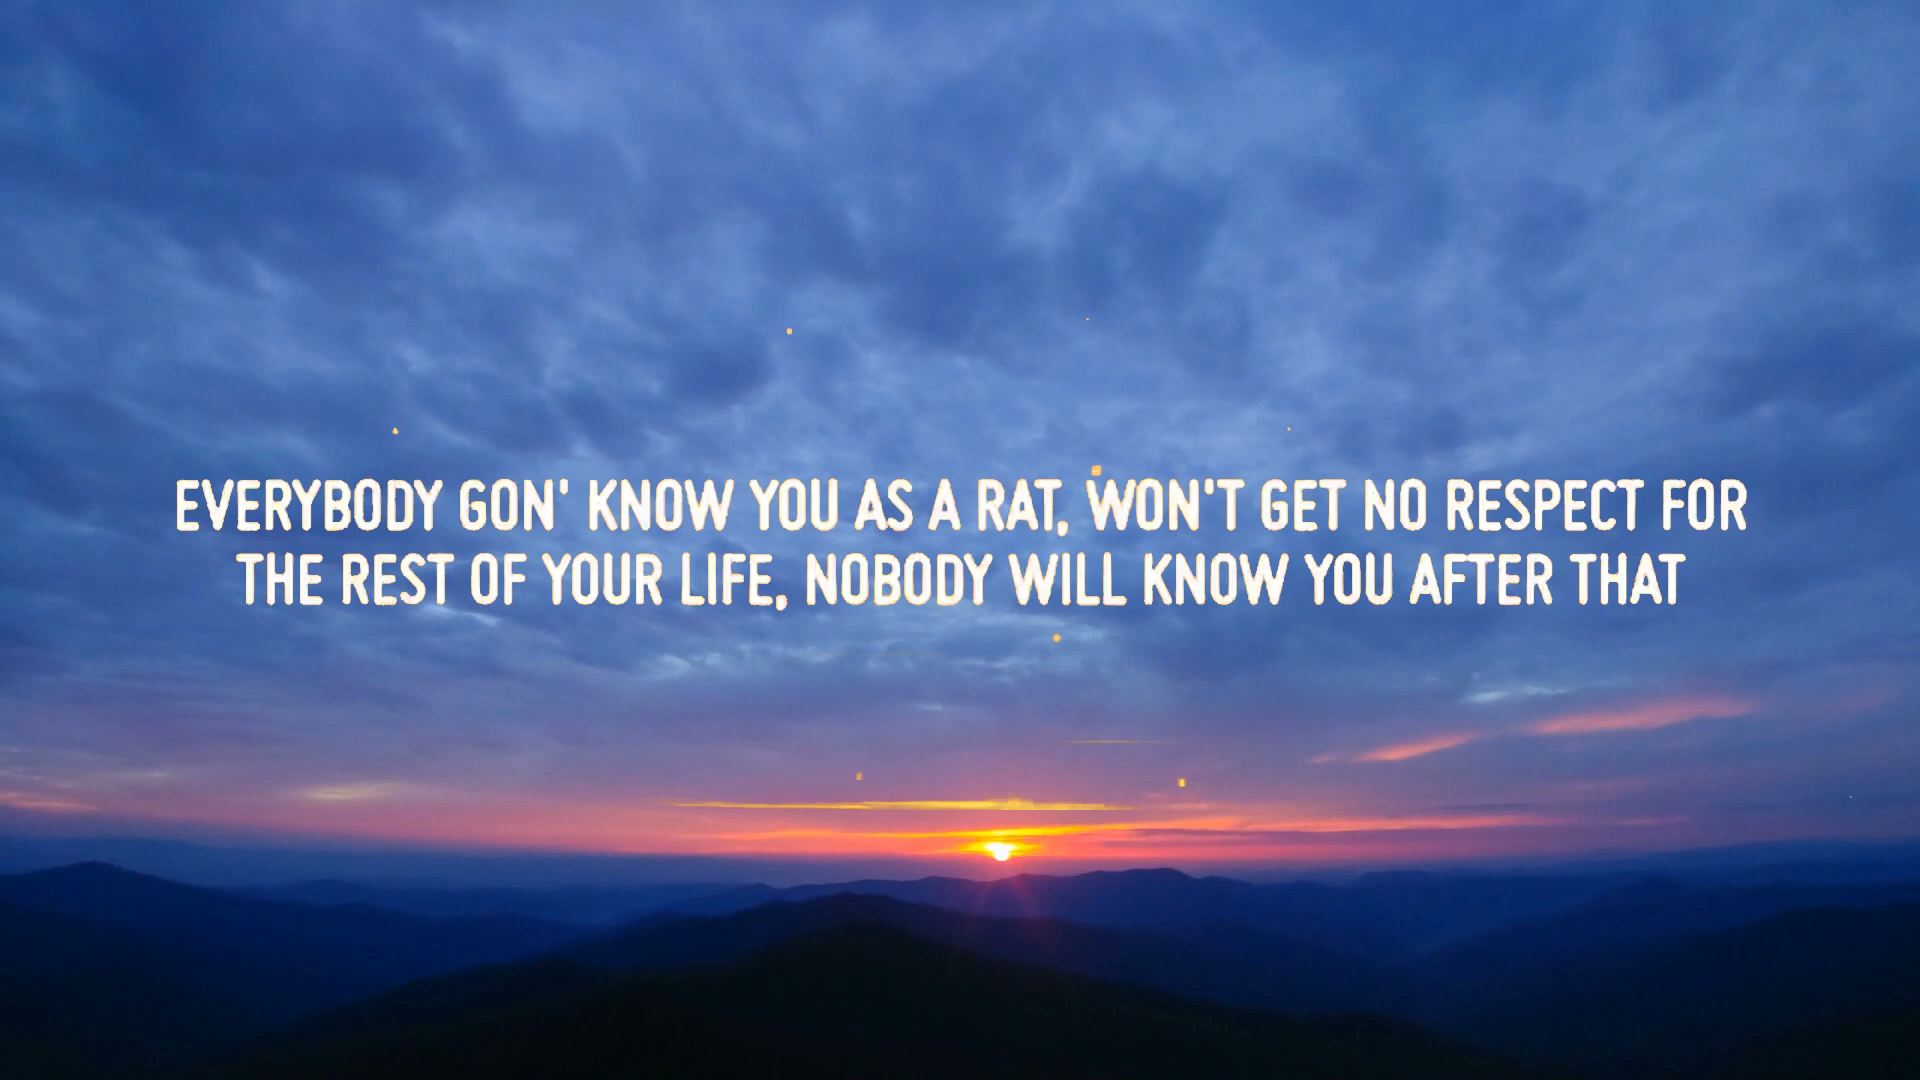 EVERYBODY GON' KNOW YOU AS A RAT, WON'T GET NO RESPECT FOR
THE REST OF YOUR LIFE, NOBODY WILL KNOW YOU AFTER THAT